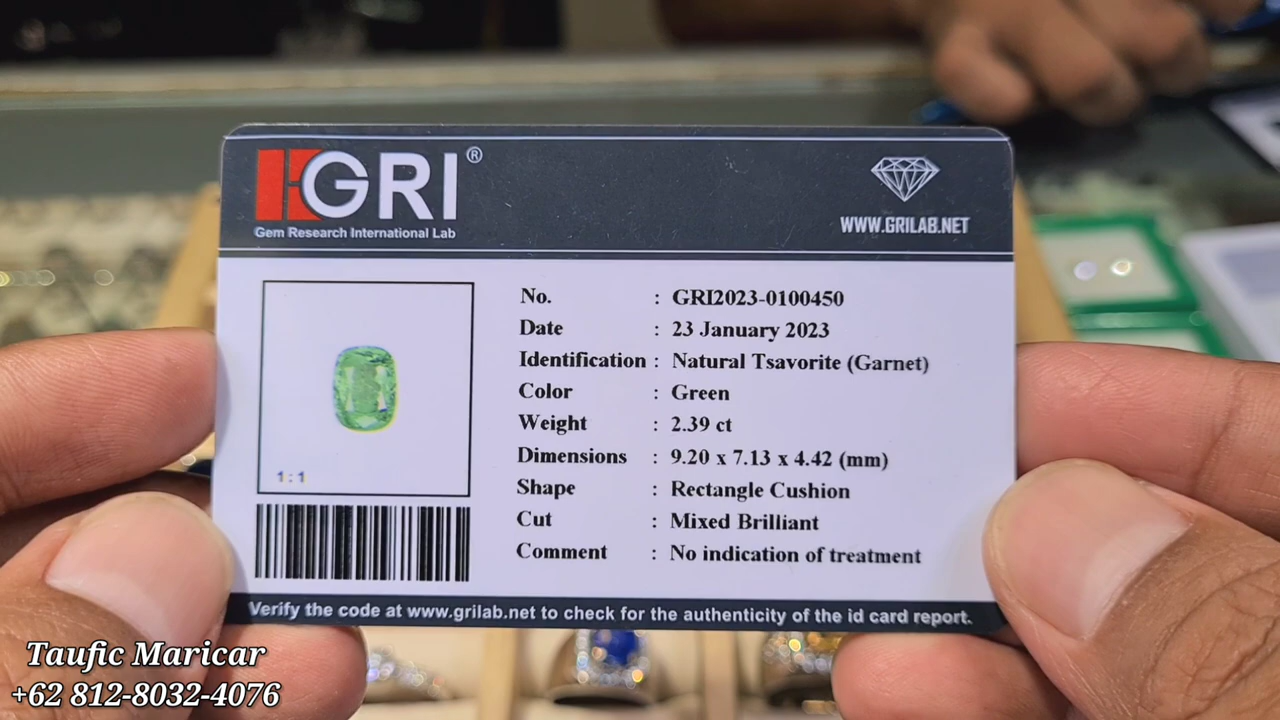 GRI®
Gem Research International Lab
WWW.GRILAB.NET
No. : GRI2023-0100450
Date : 23 January 2023
Identification : Natural Tsavorite (Garnet)
Color : Green
Weight : 2.39 ct
Dimensions : 9.20 x 7.13 x 4.42 (mm)
Shape : Rectangle Cushion
Cut : Mixed Brilliant
Comment : No indication of treatment
1:1
Verify the code at www.grilab.net to check for the authenticity of the id card report.
Taufic Maricar
+62 812-8032-4076